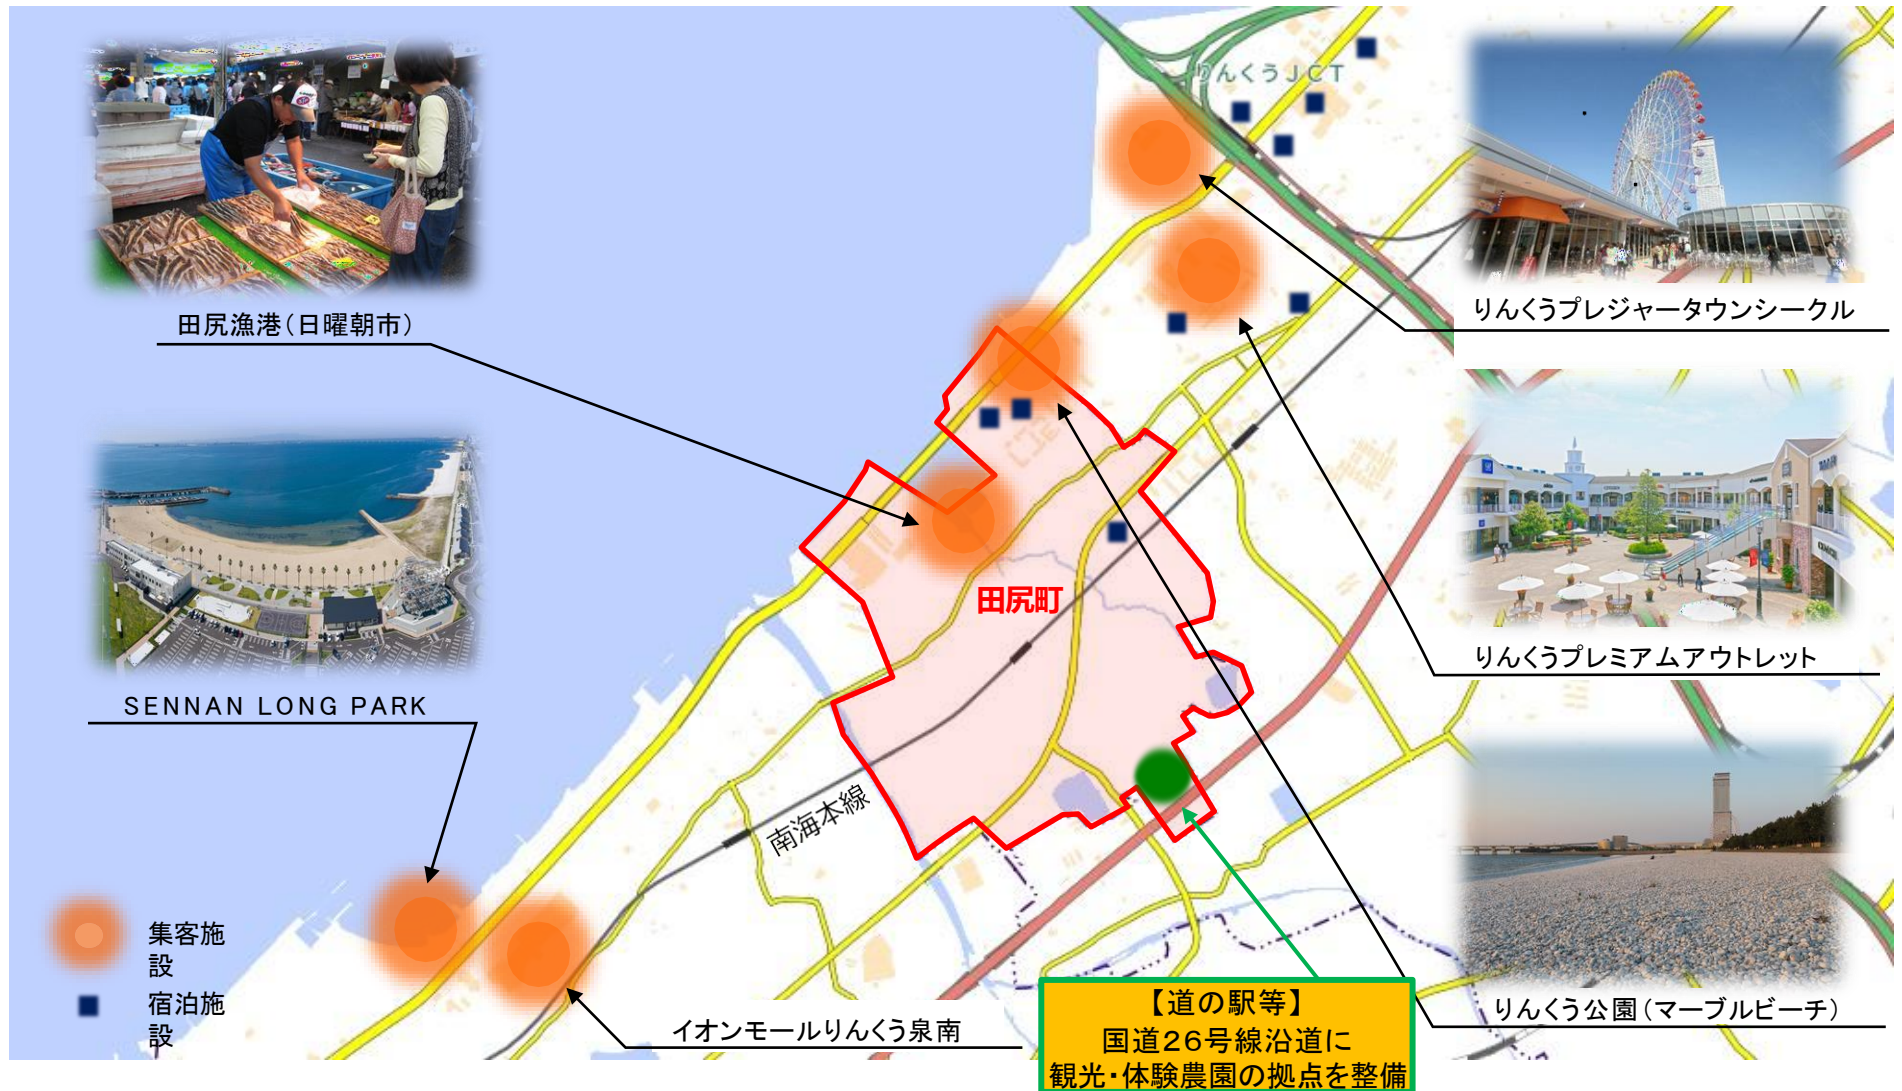 りんくうJCT
田尻漁港（日曜朝市）
りんくうプレジャータウンシークル
りんくうプレミアムアウトレット
SENNAN LONG PARK
田尻町
南海本線
集客施
設
宿泊施
設
イオンモールりんくう泉南
りんくう公園（マーブルビーチ）
【道の駅等】
国道26号線沿道に
観光・体験農園の拠点を整備